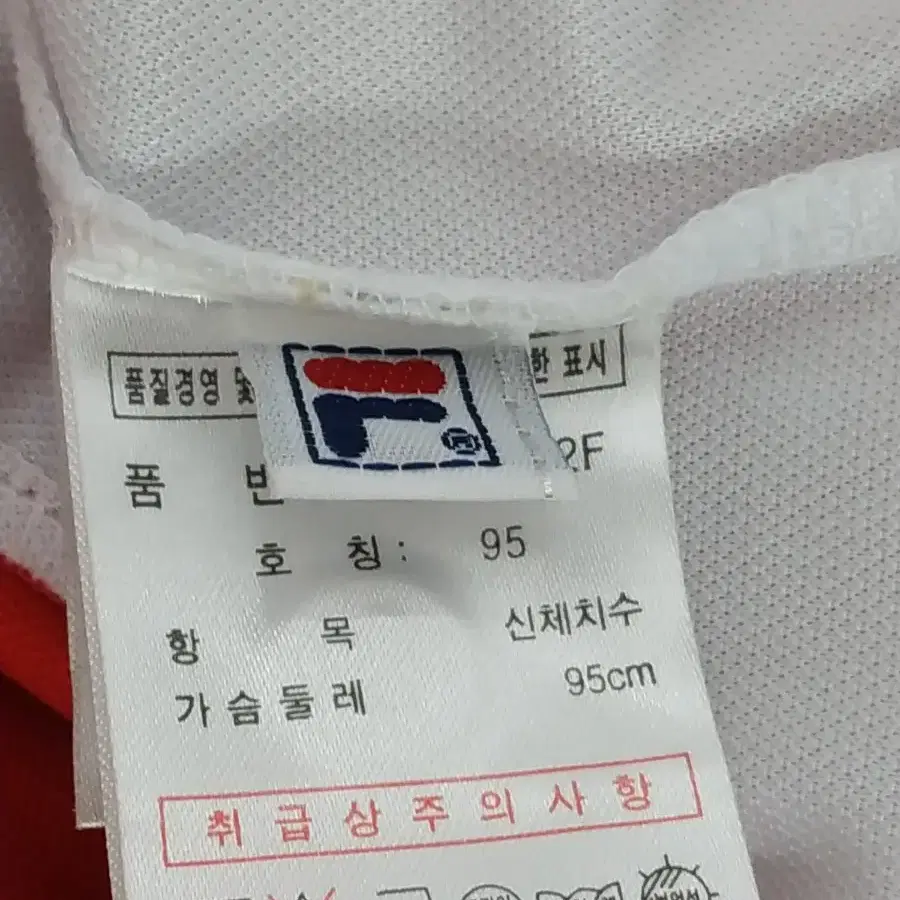 품질경영 및 한 표시
품 번 2F
호 칭 : 95
항 목 신체치수
가 슴 둘 레 95cm
취 급 상 주 의 사 항